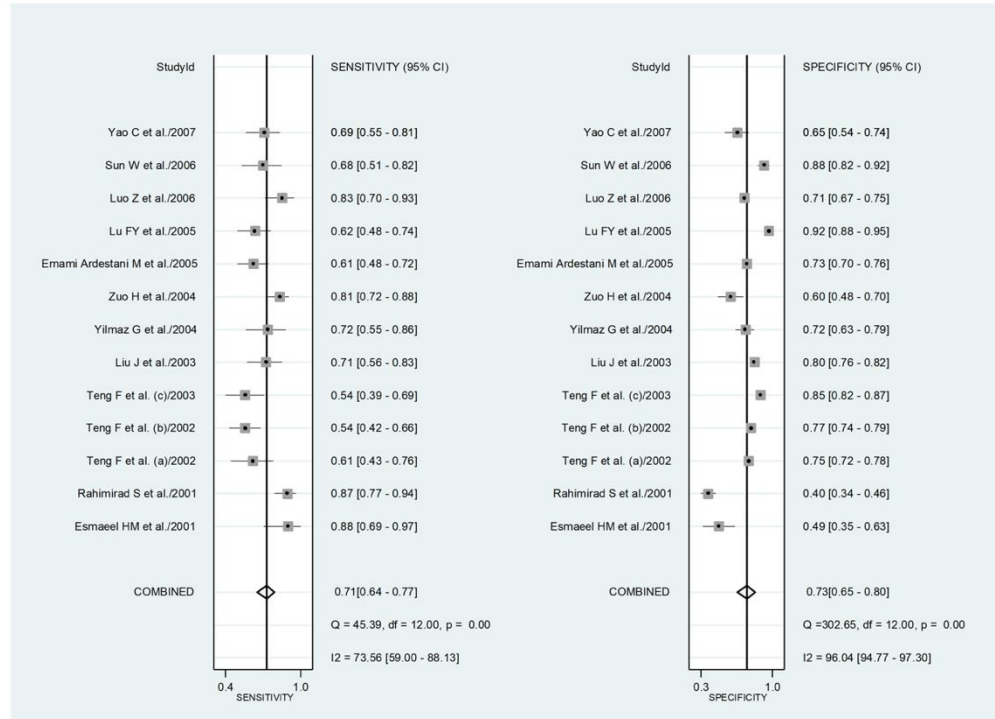 StudyId SENSITIVITY (95% CI)
Yao C et al./2007 0.69 [0.55 - 0.81]
Sun W et al./2006 0.68 [0.51 - 0.82]
Luo Z et al./2006 0.83 [0.70 - 0.93]
Lu FY et al./2005 0.62 [0.48 - 0.74]
Emami Ardestani M et al./2005 0.61 [0.48 - 0.72]
Zuo H et al./2004 0.81 [0.72 - 0.88]
Yilmaz G et al./2004 0.72 [0.55 - 0.86]
Liu J et al./2003 0.71 [0.56 - 0.83]
Teng F et al. (c)/2003 0.54 [0.39 - 0.69]
Teng F et al. (b)/2002 0.54 [0.42 - 0.66]
Teng F et al. (a)/2002 0.61 [0.43 - 0.76]
Rahimirad S et al./2001 0.87 [0.77 - 0.94]
Esmaeel HM et al./2001 0.88 [0.69 - 0.97]
COMBINED 0.71[0.64 - 0.77]
Q = 45.39, df = 12.00, p = 0.00
I2 = 73.56 [59.00 - 88.13]
0.4 1.0
SENSITIVITY
StudyId SPECIFICITY (95% CI)
Yao C et al./2007 0.65 [0.54 - 0.74]
Sun W et al./2006 0.88 [0.82 - 0.92]
Luo Z et al./2006 0.71 [0.67 - 0.75]
Lu FY et al./2005 0.92 [0.88 - 0.95]
Emami Ardestani M et al./2005 0.73 [0.70 - 0.76]
Zuo H et al./2004 0.60 [0.48 - 0.70]
Yilmaz G et al./2004 0.72 [0.63 - 0.79]
Liu J et al./2003 0.80 [0.76 - 0.82]
Teng F et al. (c)/2003 0.85 [0.82 - 0.87]
Teng F et al. (b)/2002 0.77 [0.74 - 0.79]
Teng F et al. (a)/2002 0.75 [0.72 - 0.78]
Rahimirad S et al./2001 0.40 [0.34 - 0.46]
Esmaeel HM et al./2001 0.49 [0.35 - 0.63]
COMBINED 0.73[0.65 - 0.80]
Q =302.65, df = 12.00, p = 0.00
I2 = 96.04 [94.77 - 97.30]
0.3 1.0
SPECIFICITY